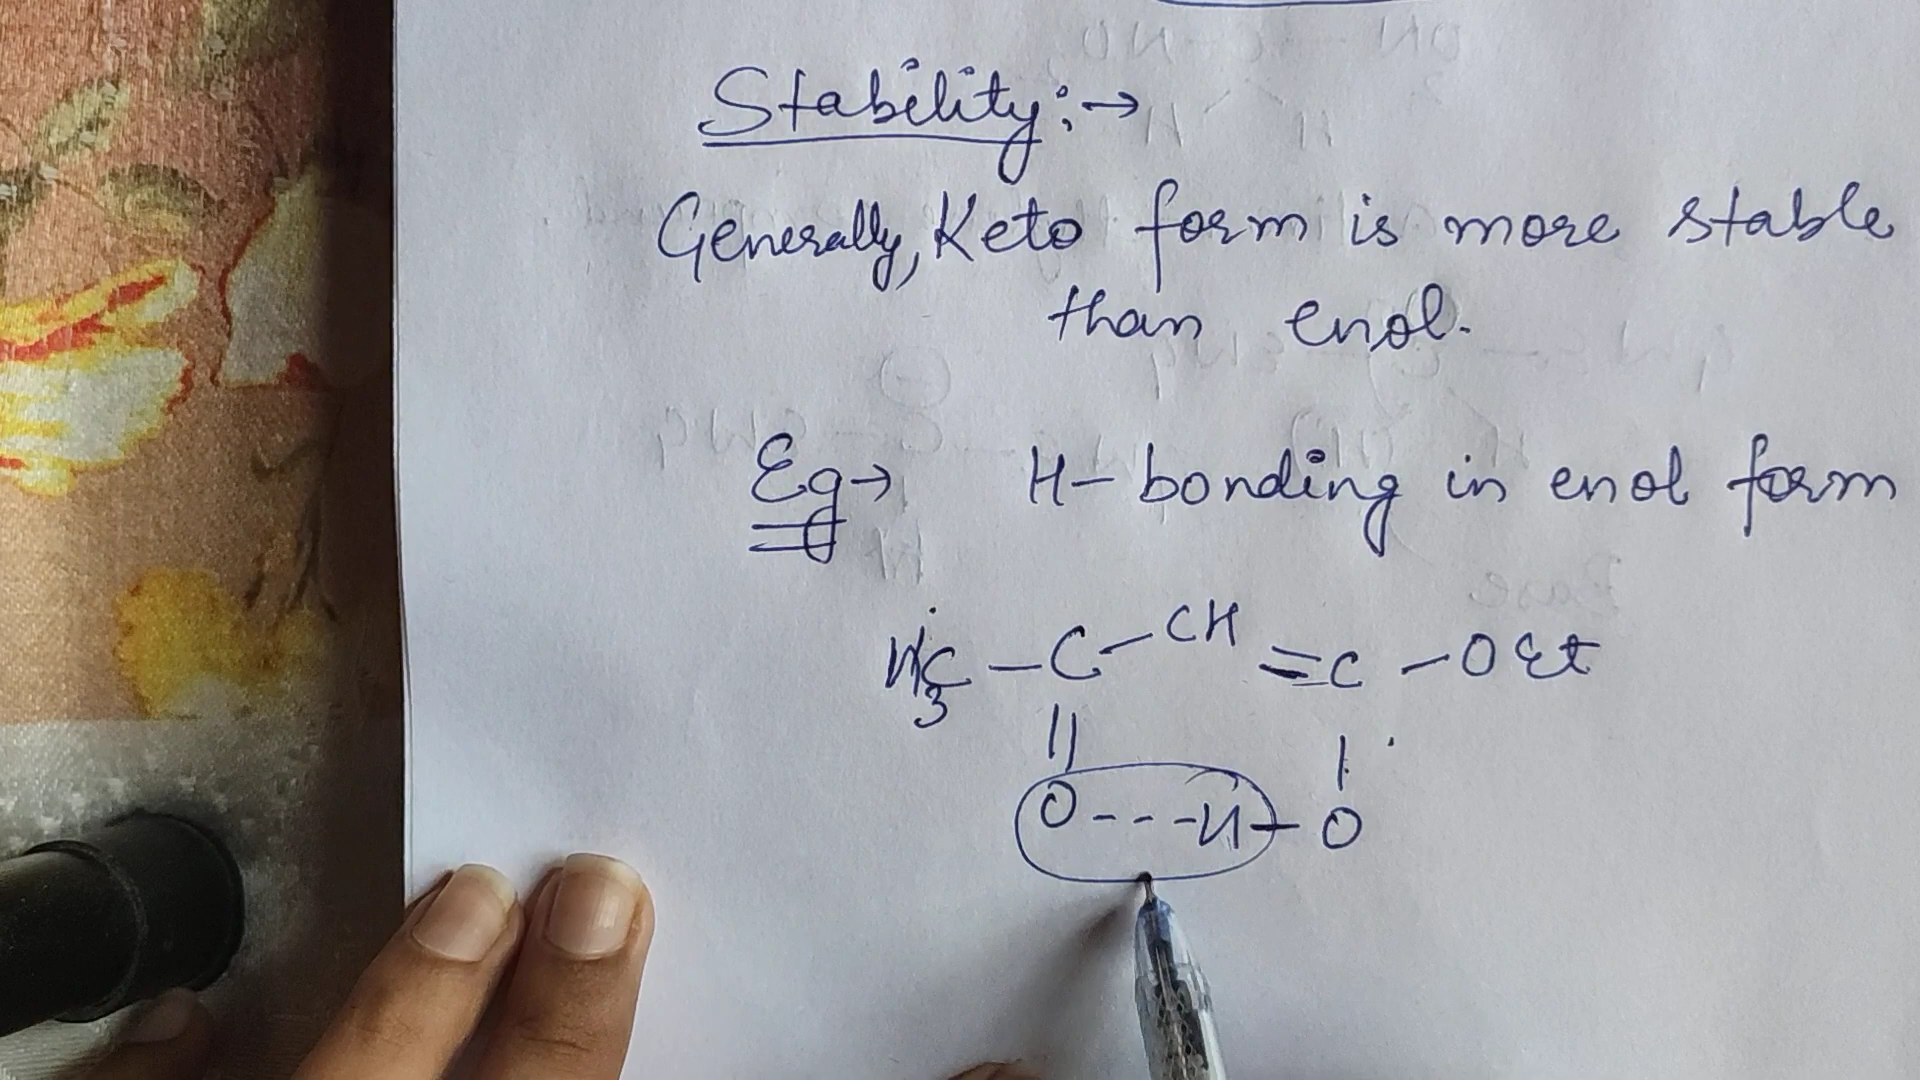 Stability:→
Generally, Keto form is more stable
than enol.
Eg→ H-bonding in enol form
H3C-C-CH=C-OEt
|| |
O---H-O